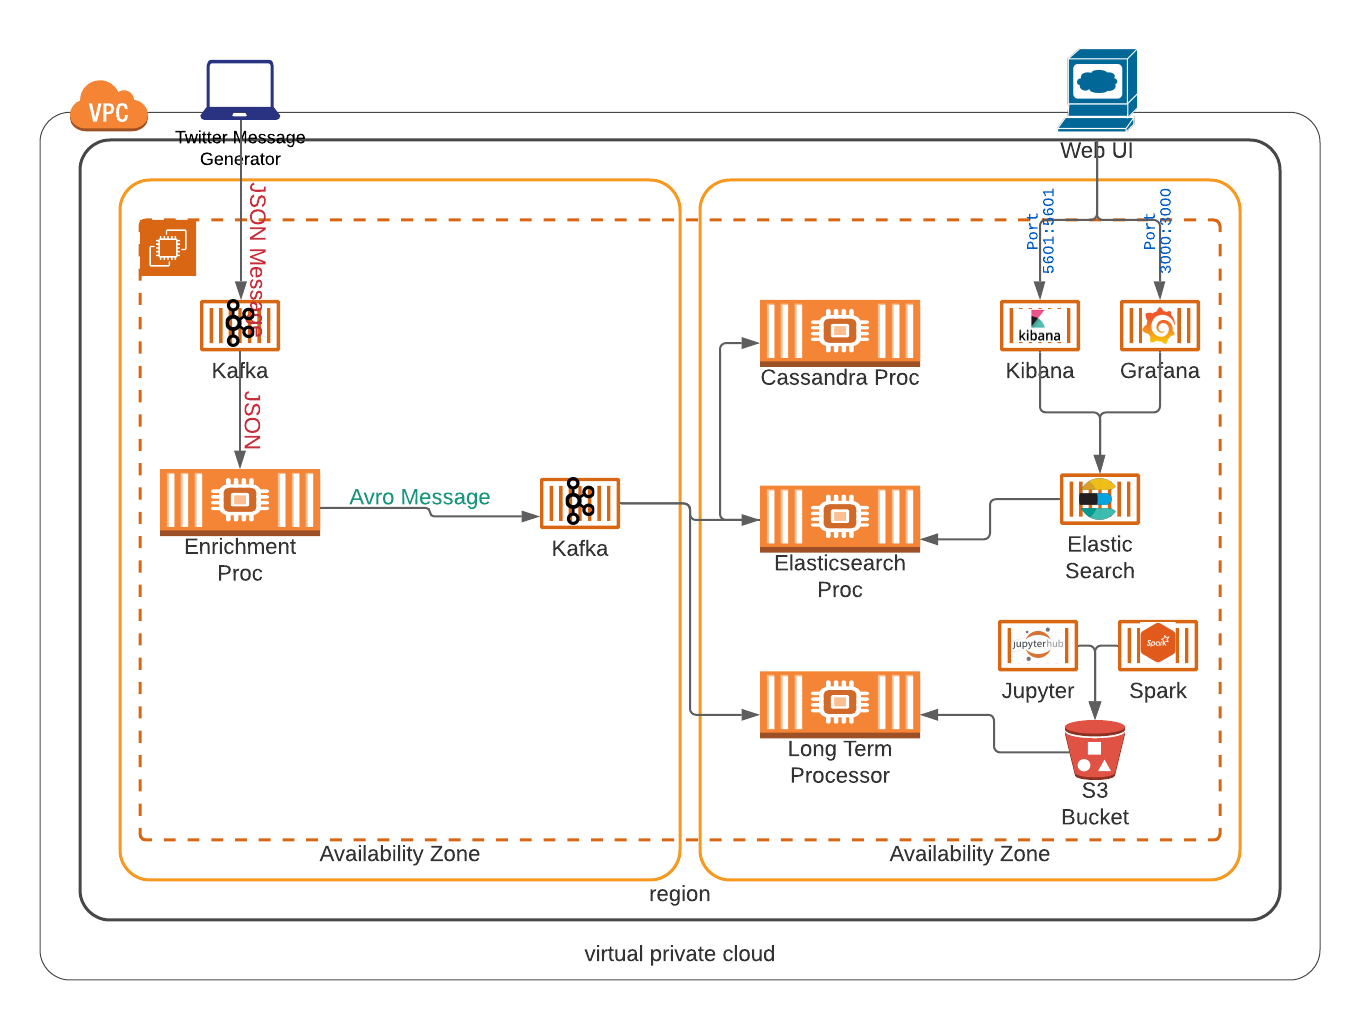 VPC
Twitter Message
Generator
Web UI
JSON Message
Port
5601:5601
Port
3000:3000
kibana
Kafka
Cassandra Proc
Kibana
Grafana
JSON
Avro Message
Enrichment
Proc
Kafka
Elasticsearch
Proc
Elastic
Search
jupyterhub
Spark
Jupyter
Spark
Long Term
Processor
S3
Bucket
Availability Zone
Availability Zone
region
virtual private cloud